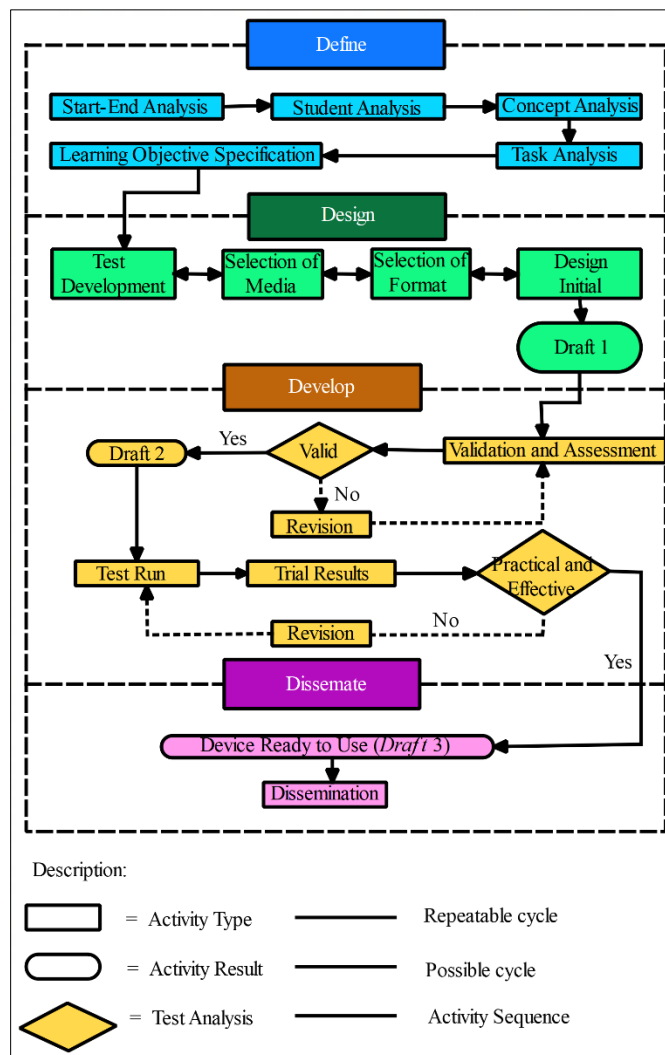 Define
Start-End Analysis
Student Analysis
Concept Analysis
Learning Objective Specification
Task Analysis
Design
Test
Development
Selection of
Media
Selection of
Format
Design
Initial
Draft 1
Develop
Draft 2
Yes
Valid
Validation and Assessment
No
Revision
Test Run
Trial Results
Practical and
Effective
Revision
No
Yes
Dissemate
Device Ready to Use (Draft 3)
Dissemination
Description:
= Activity Type
Repeatable cycle
= Activity Result
Possible cycle
= Test Analysis
Activity Sequence